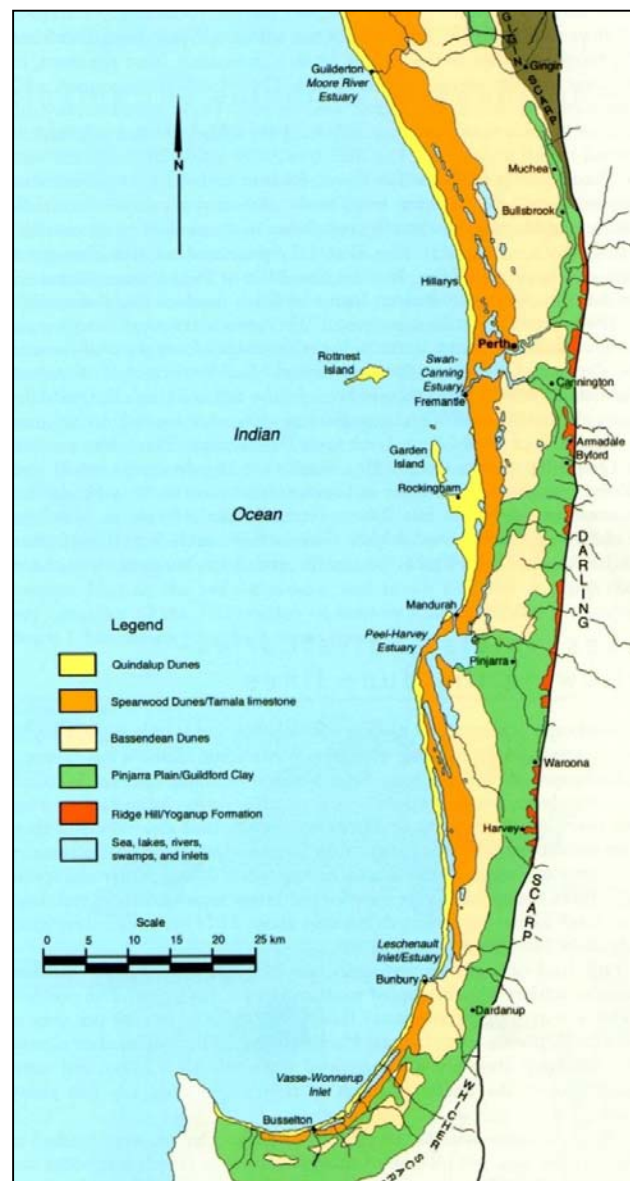 GINGIN SCARP
Gingin
Guilderton
Moore River
Estuary
N
Muchea
Bullsbrook
Hillarys
Perth
Rottnest
Island
Swan-
Canning
Estuary
Cannington
Fremantle
Indian
Ocean
Garden
Island
Armadale
Byford
Rockingham
DARLING
Mandurah
Peel-Harvey
Estuary
Pinjarra
Legend
Quindalup Dunes
Spearwood Dunes/Tamala limestone
Bassendean Dunes
Pinjarra Plain/Guildford Clay
Ridge Hill/Yoganup Formation
Sea, lakes, rivers,
swamps, and inlets
Waroona
Harvey
SCARP
Scale
0 5 10 15 20 25 km
Leschenault
Inlet/Estuary
Bunbury
Dardanup
Vasse-Wonnerup
Inlet
Busselton
WHICHER SCAR